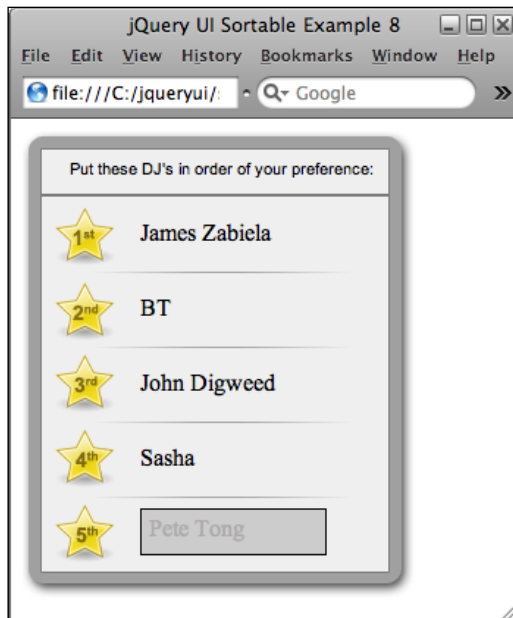 jQuery UI Sortable Example 8
File Edit View History Bookmarks Window Help
file:///C:/jqueryui/s Google »
Put these DJ's in order of your preference:
1st James Zabiela
2nd BT
3rd John Digweed
4th Sasha
5th Pete Tong